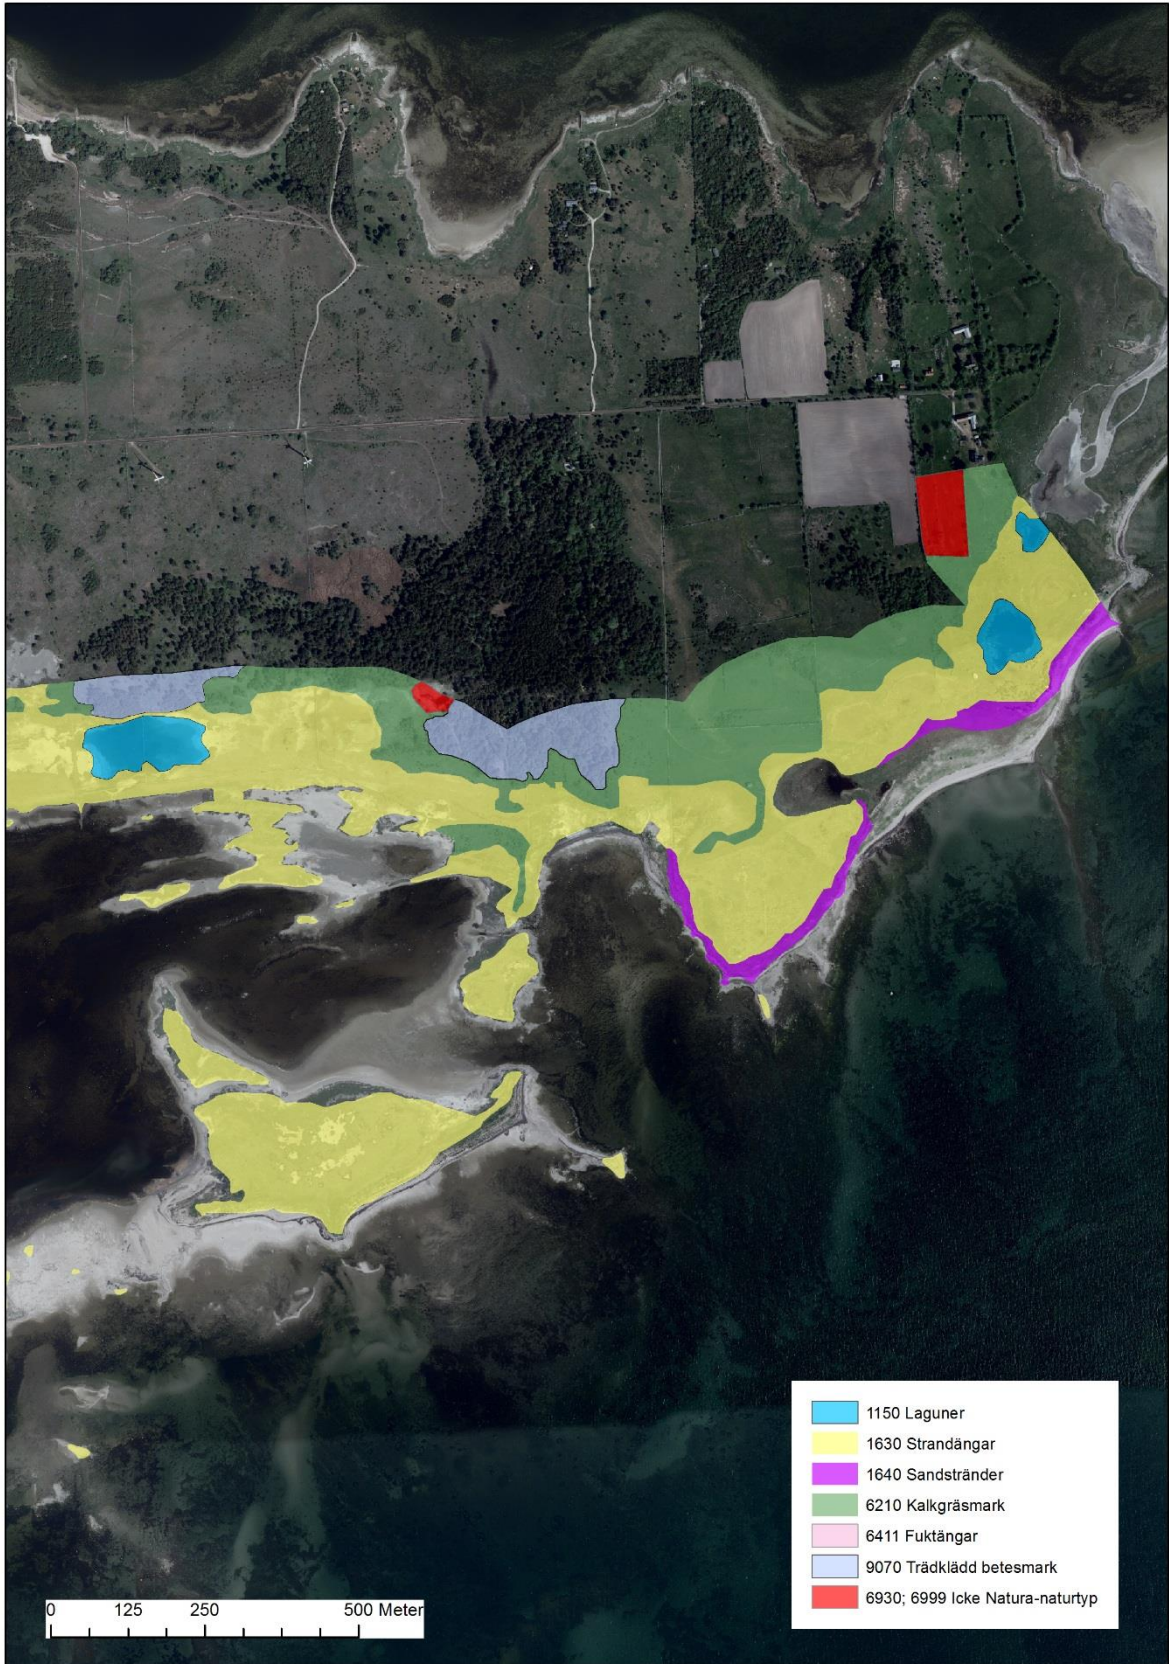 1150 Laguner
1630 Strandängar
1640 Sandstränder
6210 Kalkgräsmark
6411 Fuktängar
9070 Trädklädd betesmark
6930; 6999 Icke Natura-naturtyp
0 125 250 500 Meter